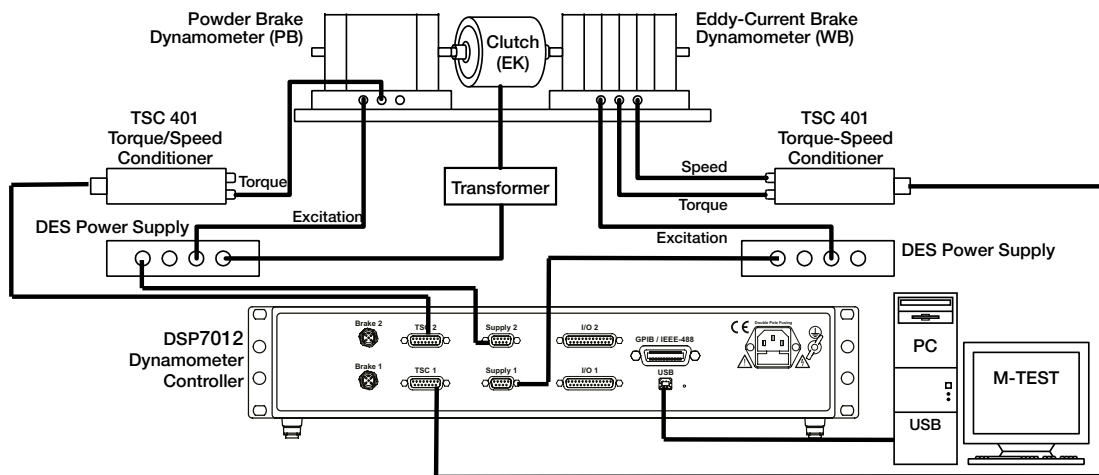 Powder Brake
Dynamometer (PB)
Clutch
(EK)
Eddy-Current Brake
Dynamometer (WB)
TSC 401
Torque/Speed
Conditioner
Torque
Transformer
Speed
Torque
TSC 401
Torque-Speed
Conditioner
DES Power Supply
Excitation
Excitation
DES Power Supply
DSP7012
Dynamometer
Controller
Brake 2
TSC 2
Supply 2
I/O 2
GPIB / IEEE-488
Double Pole Fusing
CE
Brake 1
TSC 1
Supply 1
I/O 1
USB
PC
USB
M-TEST